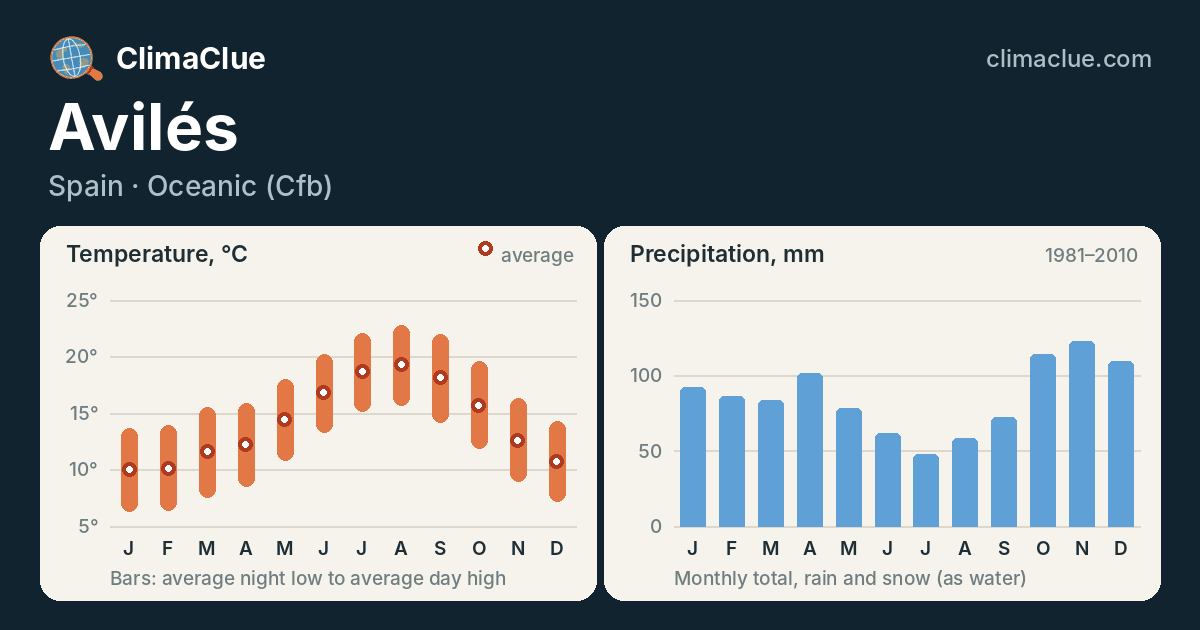 ClimaClue
climaclue.com
Avilés
Spain · Oceanic (Cfb)
Temperature, °C
average
25°
20°
15°
10°
5°
J F M A M J J A S O N D
Bars: average night low to average day high
Precipitation, mm
1981–2010
150
100
50
0
J F M A M J J A S O N D
Monthly total, rain and snow (as water)